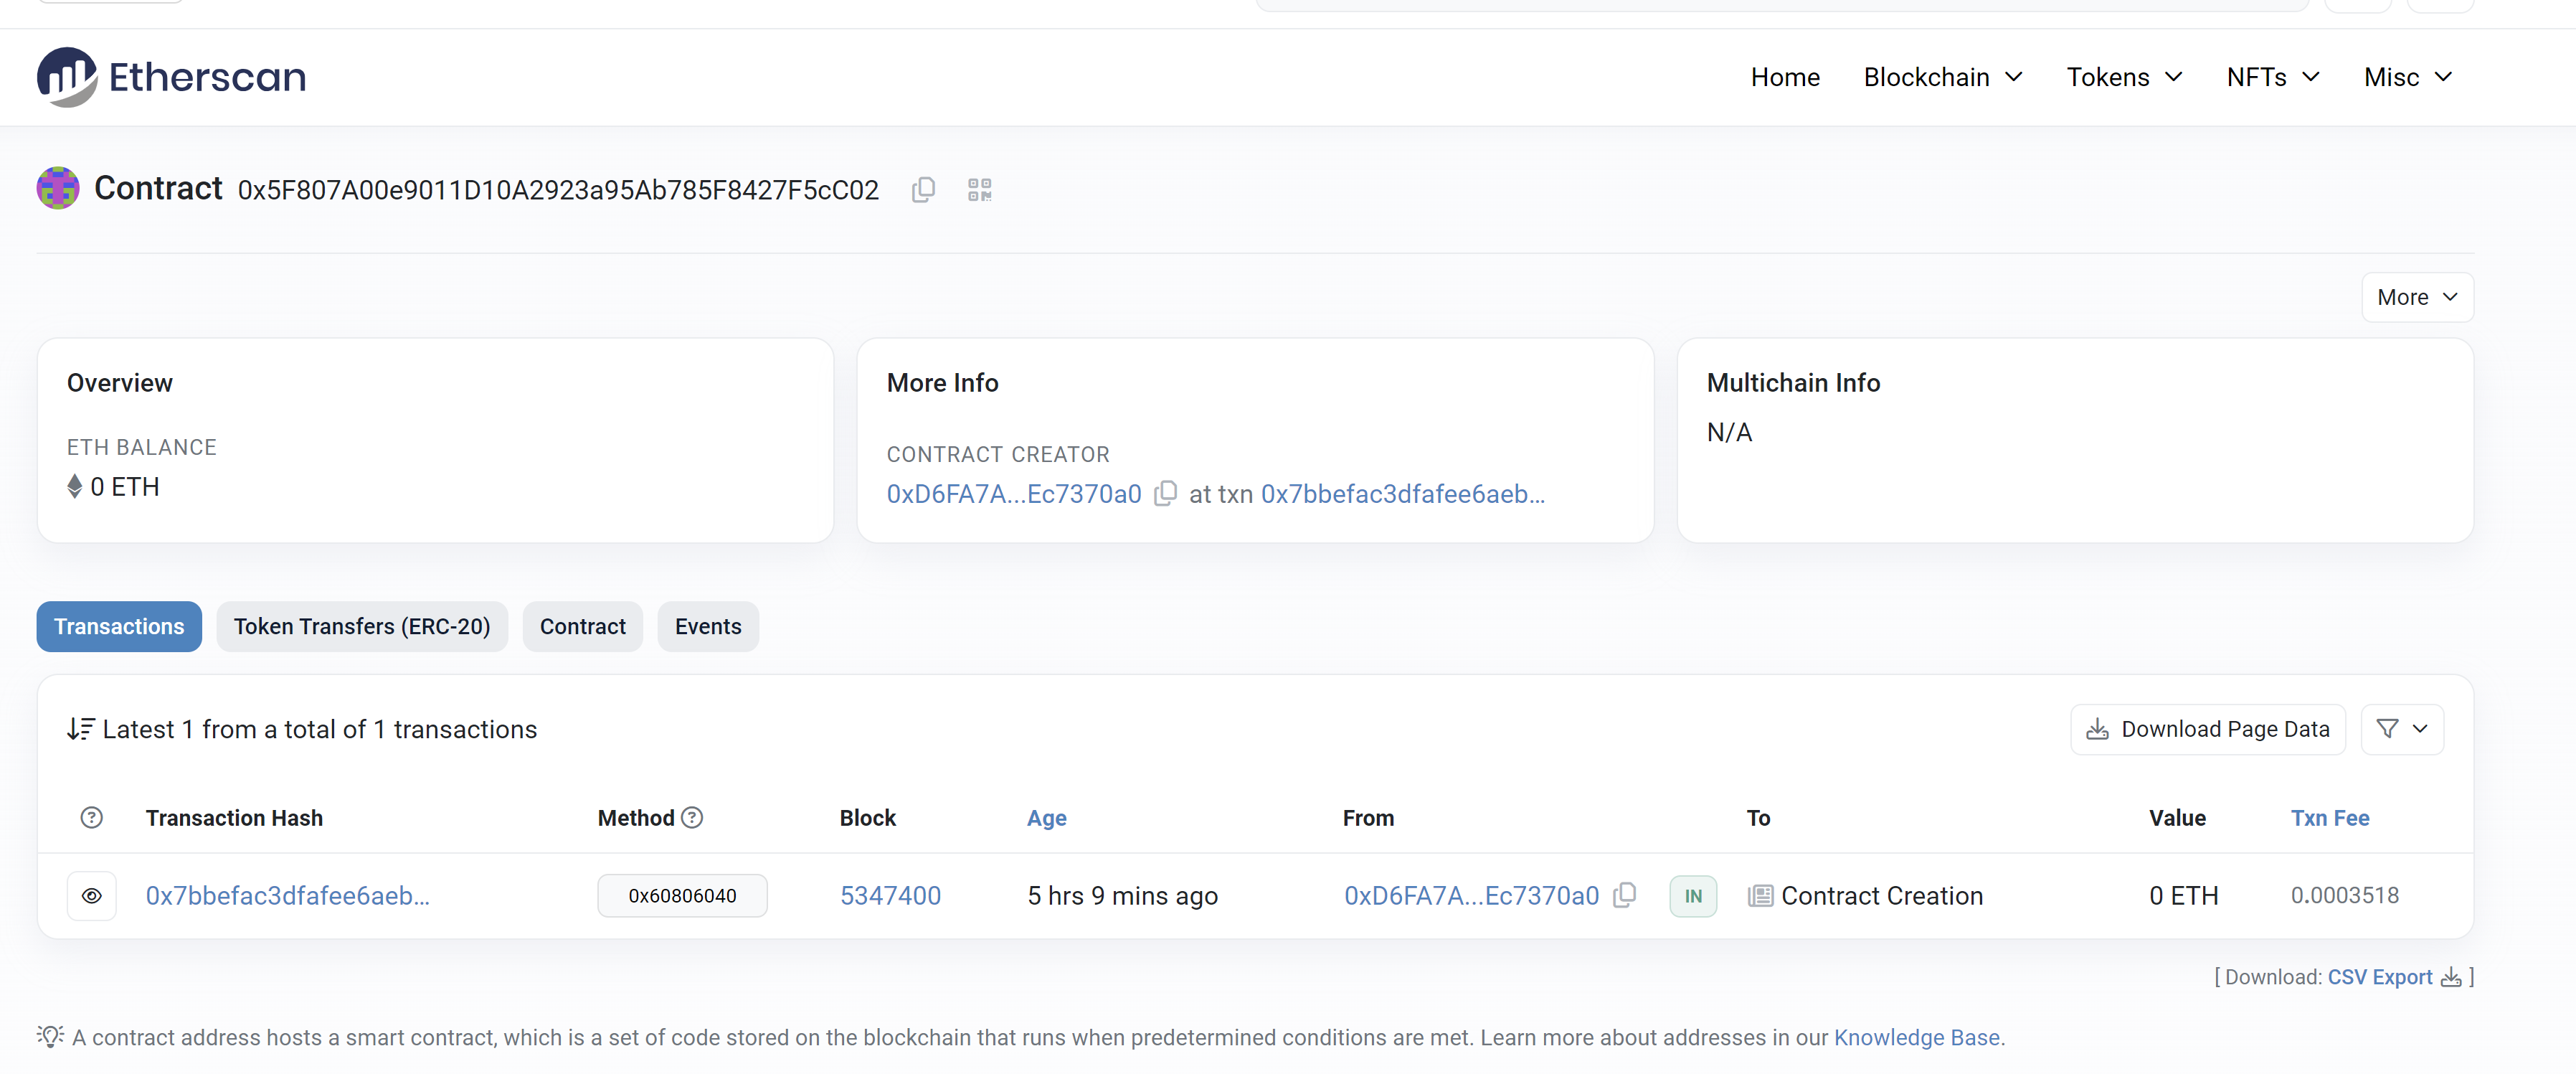 Etherscan
Home Blockchain Tokens NFTs Misc
Contract 0x5F807A00e9011D10A2923a95Ab785F8427F5cC02
More
Overview
ETH BALANCE
0 ETH
More Info
CONTRACT CREATOR
0xD6FA7A...Ec7370a0 at txn 0x7bbefac3dfafee6aeb...
Multichain Info
N/A
Transactions Token Transfers (ERC-20) Contract Events
Latest 1 from a total of 1 transactions
Download Page Data
Transaction Hash Method Block Age From To Value Txn Fee
0x7bbefac3dfafee6aeb... 0x60806040 5347400 5 hrs 9 mins ago 0xD6FA7A...Ec7370a0 IN Contract Creation 0 ETH 0.0003518
[ Download: CSV Export ]
A contract address hosts a smart contract, which is a set of code stored on the blockchain that runs when predetermined conditions are met. Learn more about addresses in our Knowledge Base.